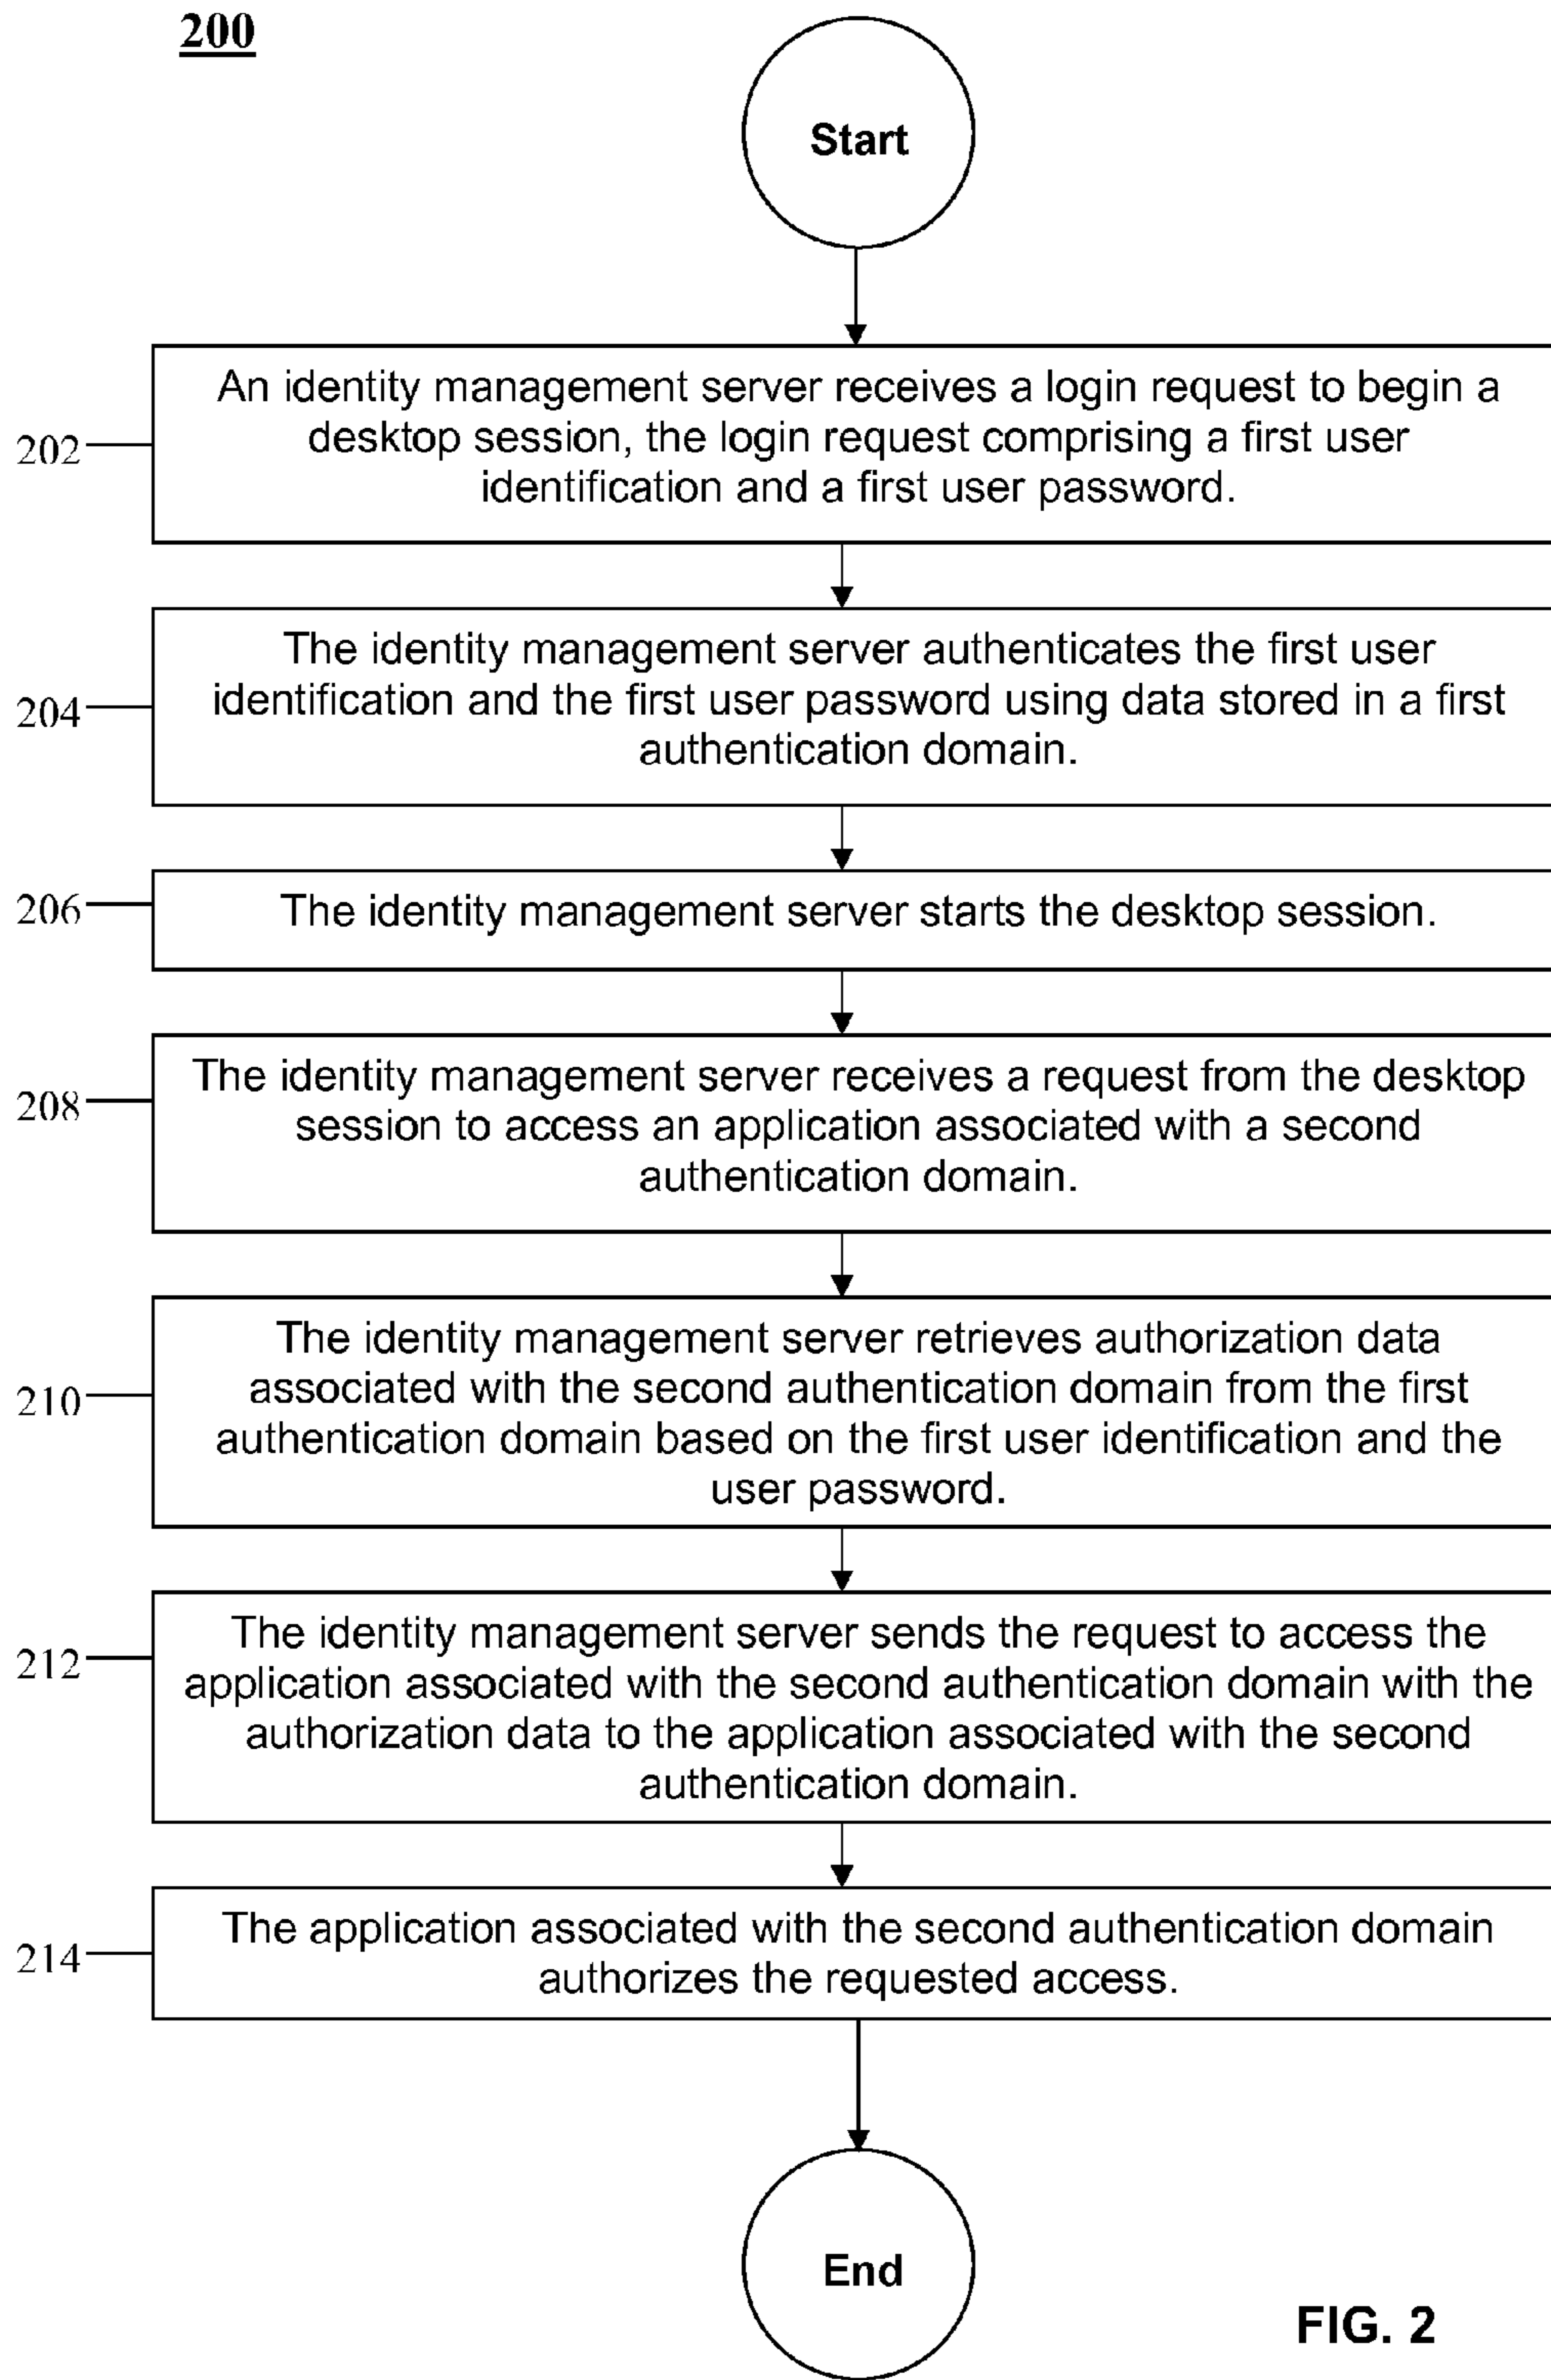 200
Start
An identity management server receives a login request to begin a
desktop session, the login request comprising a first user
identification and a first user password.
202
The identity management server authenticates the first user
identification and the first user password using data stored in a first
authentication domain.
204
The identity management server starts the desktop session.
206
The identity management server receives a request from the desktop
session to access an application associated with a second
authentication domain.
208
The identity management server retrieves authorization data
associated with the second authentication domain from the first
authentication domain based on the first user identification and the
user password.
210
The identity management server sends the request to access the
application associated with the second authentication domain with the
authorization data to the application associated with the second
authentication domain.
212
The application associated with the second authentication domain
authorizes the requested access.
214
End
FIG. 2